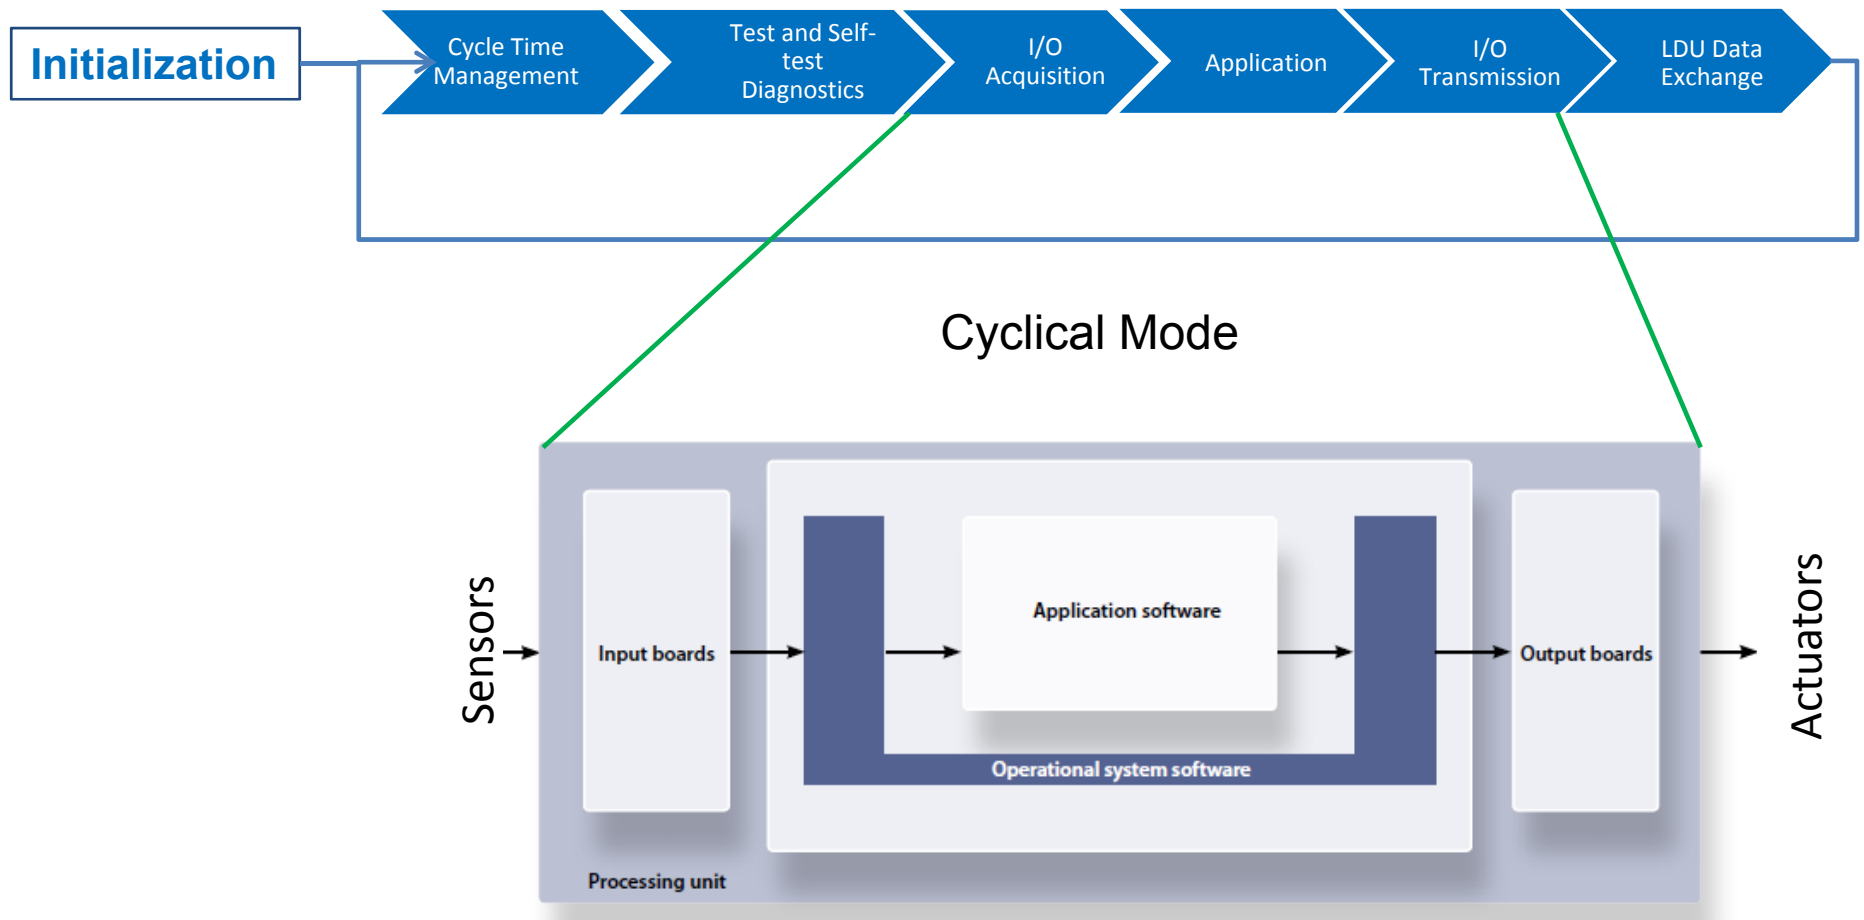 Initialization
Cycle Time
Management
Test and Self-
test
Diagnostics
I/O
Acquisition
Application
I/O
Transmission
LDU Data
Exchange
Cyclical Mode
Sensors
Input boards
Application software
Operational system software
Output boards
Actuators
Processing unit